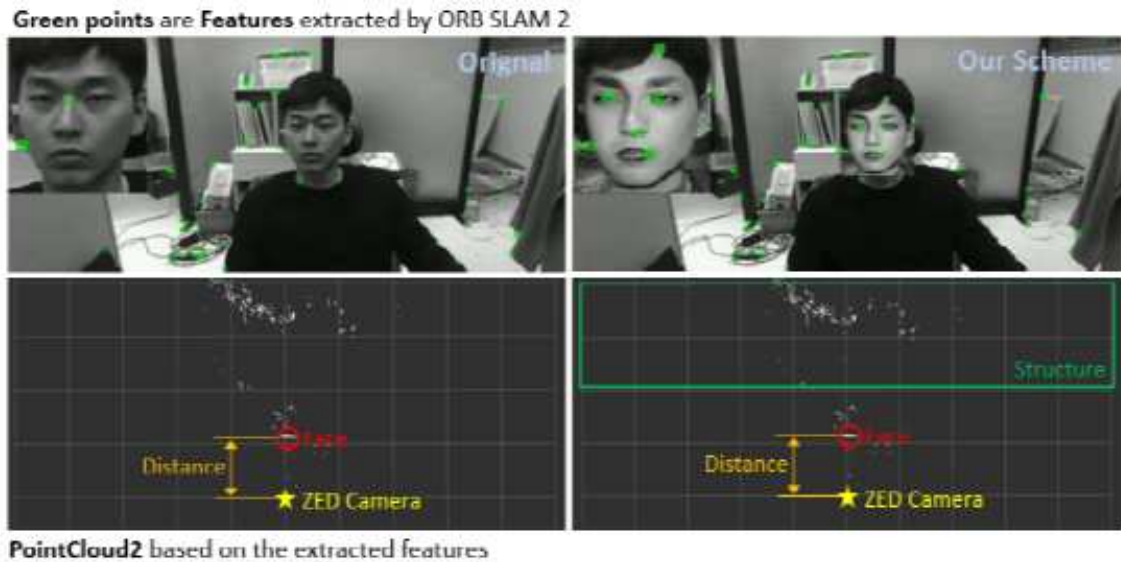 Green points are Features extracted by ORB SLAM 2
Orignal
Our Scheme
Structure
Face
Face
Distance
Distance
ZED Camera
ZED Camera
PointCloud2 based on the extracted features